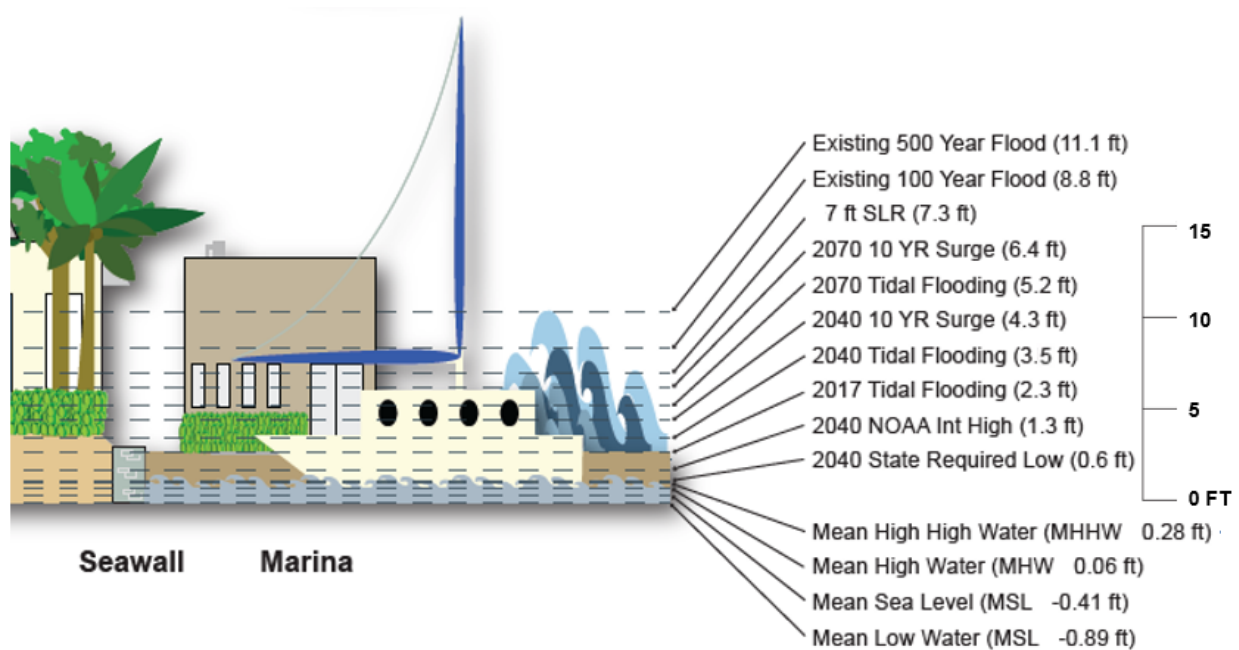 Existing 500 Year Flood (11.1 ft)
Existing 100 Year Flood (8.8 ft)
7 ft SLR (7.3 ft)
2070 10 YR Surge (6.4 ft)
2070 Tidal Flooding (5.2 ft)
2040 10 YR Surge (4.3 ft)
2040 Tidal Flooding (3.5 ft)
2017 Tidal Flooding (2.3 ft)
2040 NOAA Int High (1.3 ft)
2040 State Required Low (0.6 ft)
Mean High High Water (MHHW 0.28 ft)
Mean High Water (MHW 0.06 ft)
Mean Sea Level (MSL -0.41 ft)
Mean Low Water (MSL -0.89 ft)
15
10
5
0 FT
Seawall
Marina